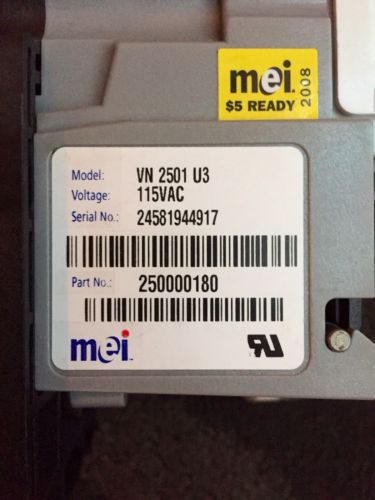 mei.
$5 READY
2008
Model: VN 2501 U3
Voltage: 115VAC
Serial No.: 24581944917
Part No.: 250000180
mei